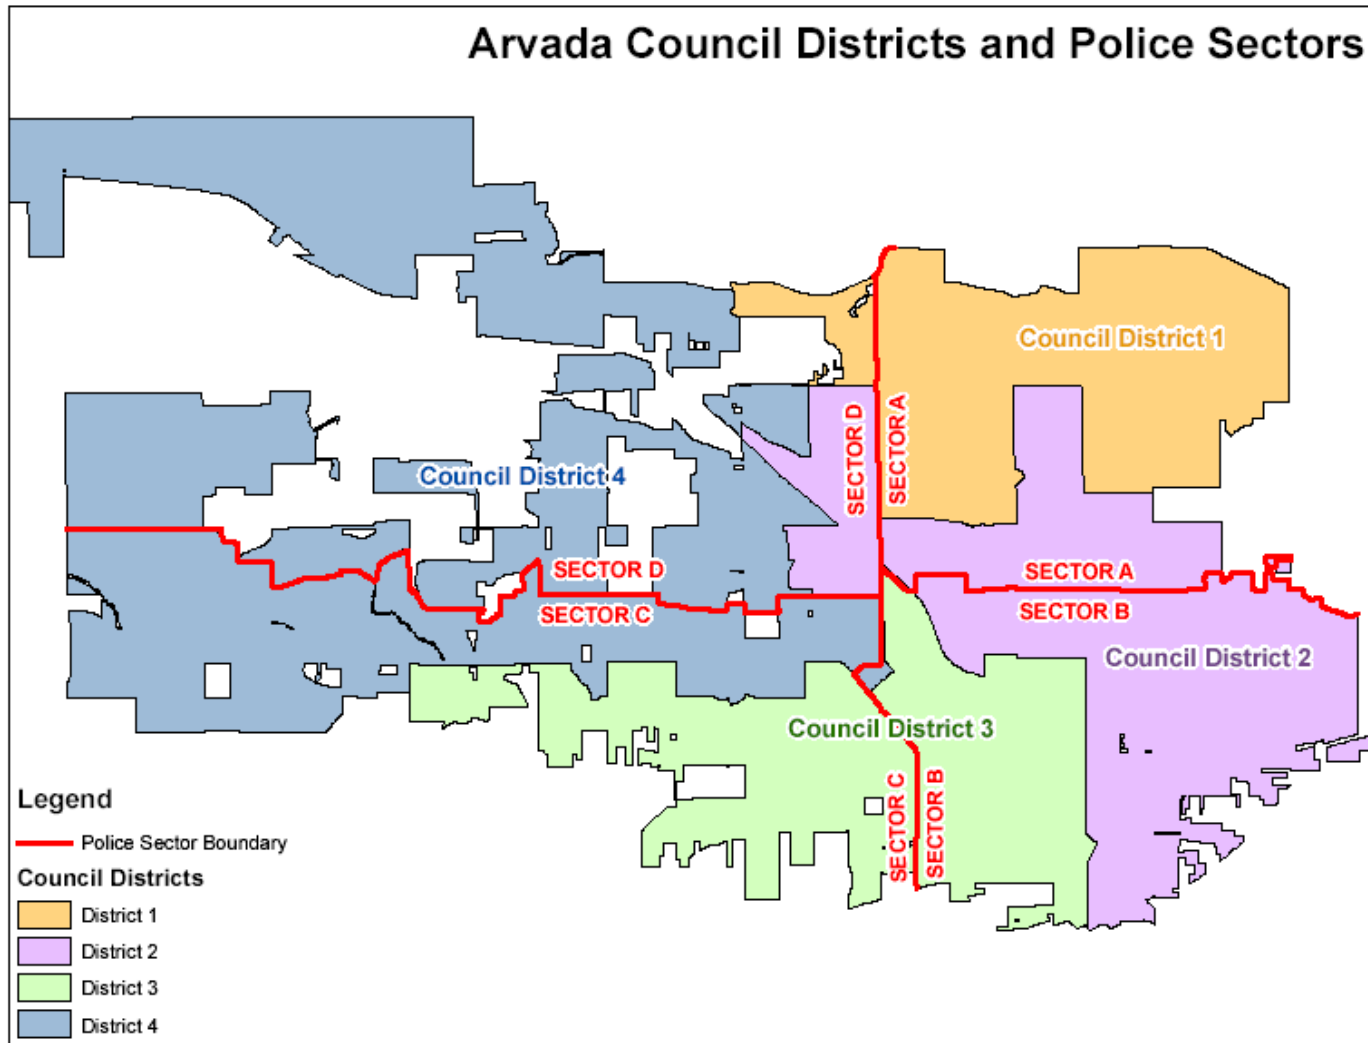 Arvada Council Districts and Police Sectors
Council District 1
SECTOR D
SECTOR A
Council District 4
SECTOR D
SECTOR C
SECTOR A
SECTOR B
Council District 2
Council District 3
SECTOR C
SECTOR B
Legend
Police Sector Boundary
Council Districts
District 1
District 2
District 3
District 4